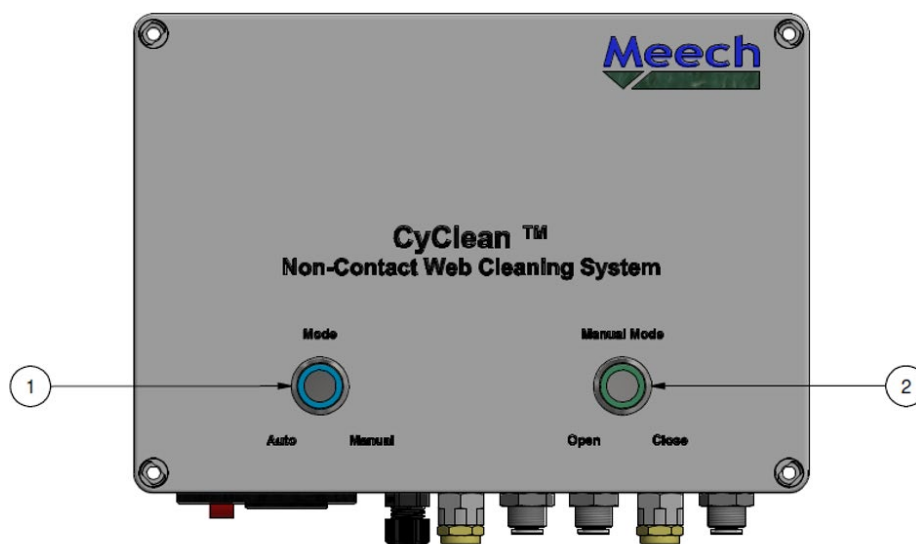 Meech
CyClean ™
Non-Contact Web Cleaning System
Mode
Manual Mode
1
2
Auto
Manual
Open
Close